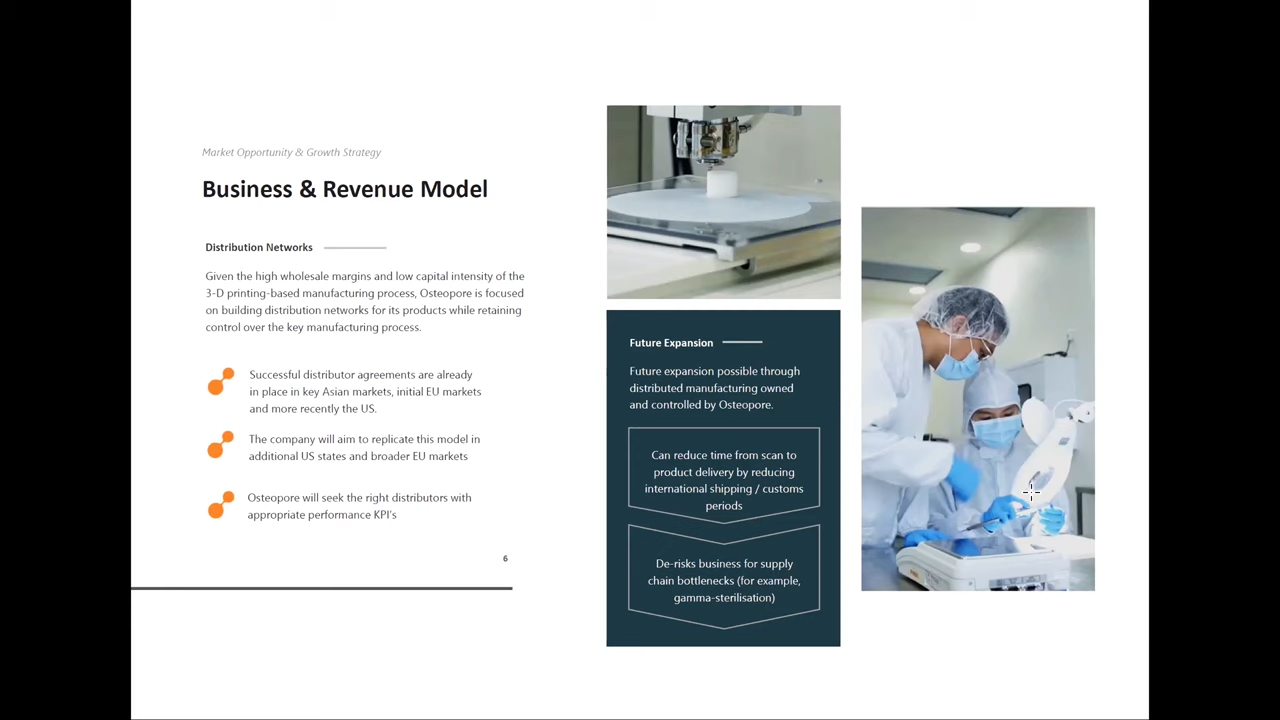 Market Opportunity & Growth Strategy
Business & Revenue Model
Distribution Networks
Given the high wholesale margins and low capital intensity of the
3-D printing-based manufacturing process, Osteopore is focused
on building distribution networks for its products while retaining
control over the key manufacturing process.
Successful distributor agreements are already
in place in key Asian markets, initial EU markets
and more recently the US.
The company will aim to replicate this model in
additional US states and broader EU markets
Osteopore will seek the right distributors with
appropriate performance KPI's
6
Future Expansion
Future expansion possible through
distributed manufacturing owned
and controlled by Osteopore.
Can reduce time from scan to
product delivery by reducing
international shipping / customs
periods
De-risks business for supply
chain bottlenecks (for example,
gamma-sterilisation)